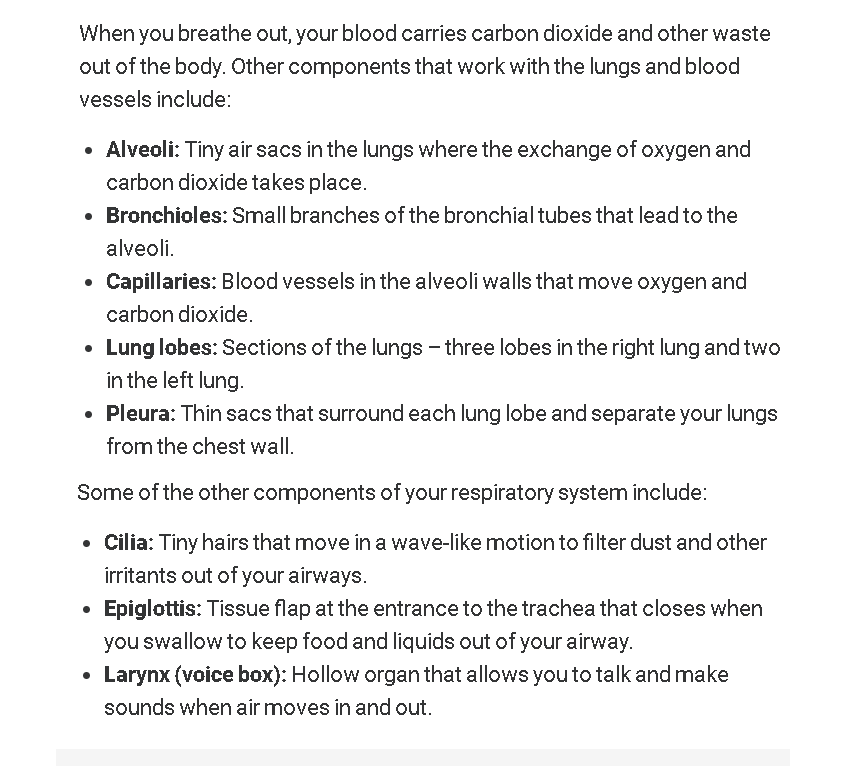 When you breathe out, your blood carries carbon dioxide and other waste
out of the body. Other components that work with the lungs and blood
vessels include:
• Alveoli: Tiny air sacs in the lungs where the exchange of oxygen and
carbon dioxide takes place.
• Bronchioles: Small branches of the bronchial tubes that lead to the
alveoli.
• Capillaries: Blood vessels in the alveoli walls that move oxygen and
carbon dioxide.
• Lung lobes: Sections of the lungs – three lobes in the right lung and two
in the left lung.
• Pleura: Thin sacs that surround each lung lobe and separate your lungs
from the chest wall.
Some of the other components of your respiratory system include:
• Cilia: Tiny hairs that move in a wave-like motion to filter dust and other
irritants out of your airways.
• Epiglottis: Tissue flap at the entrance to the trachea that closes when
you swallow to keep food and liquids out of your airway.
• Larynx (voice box): Hollow organ that allows you to talk and make
sounds when air moves in and out.